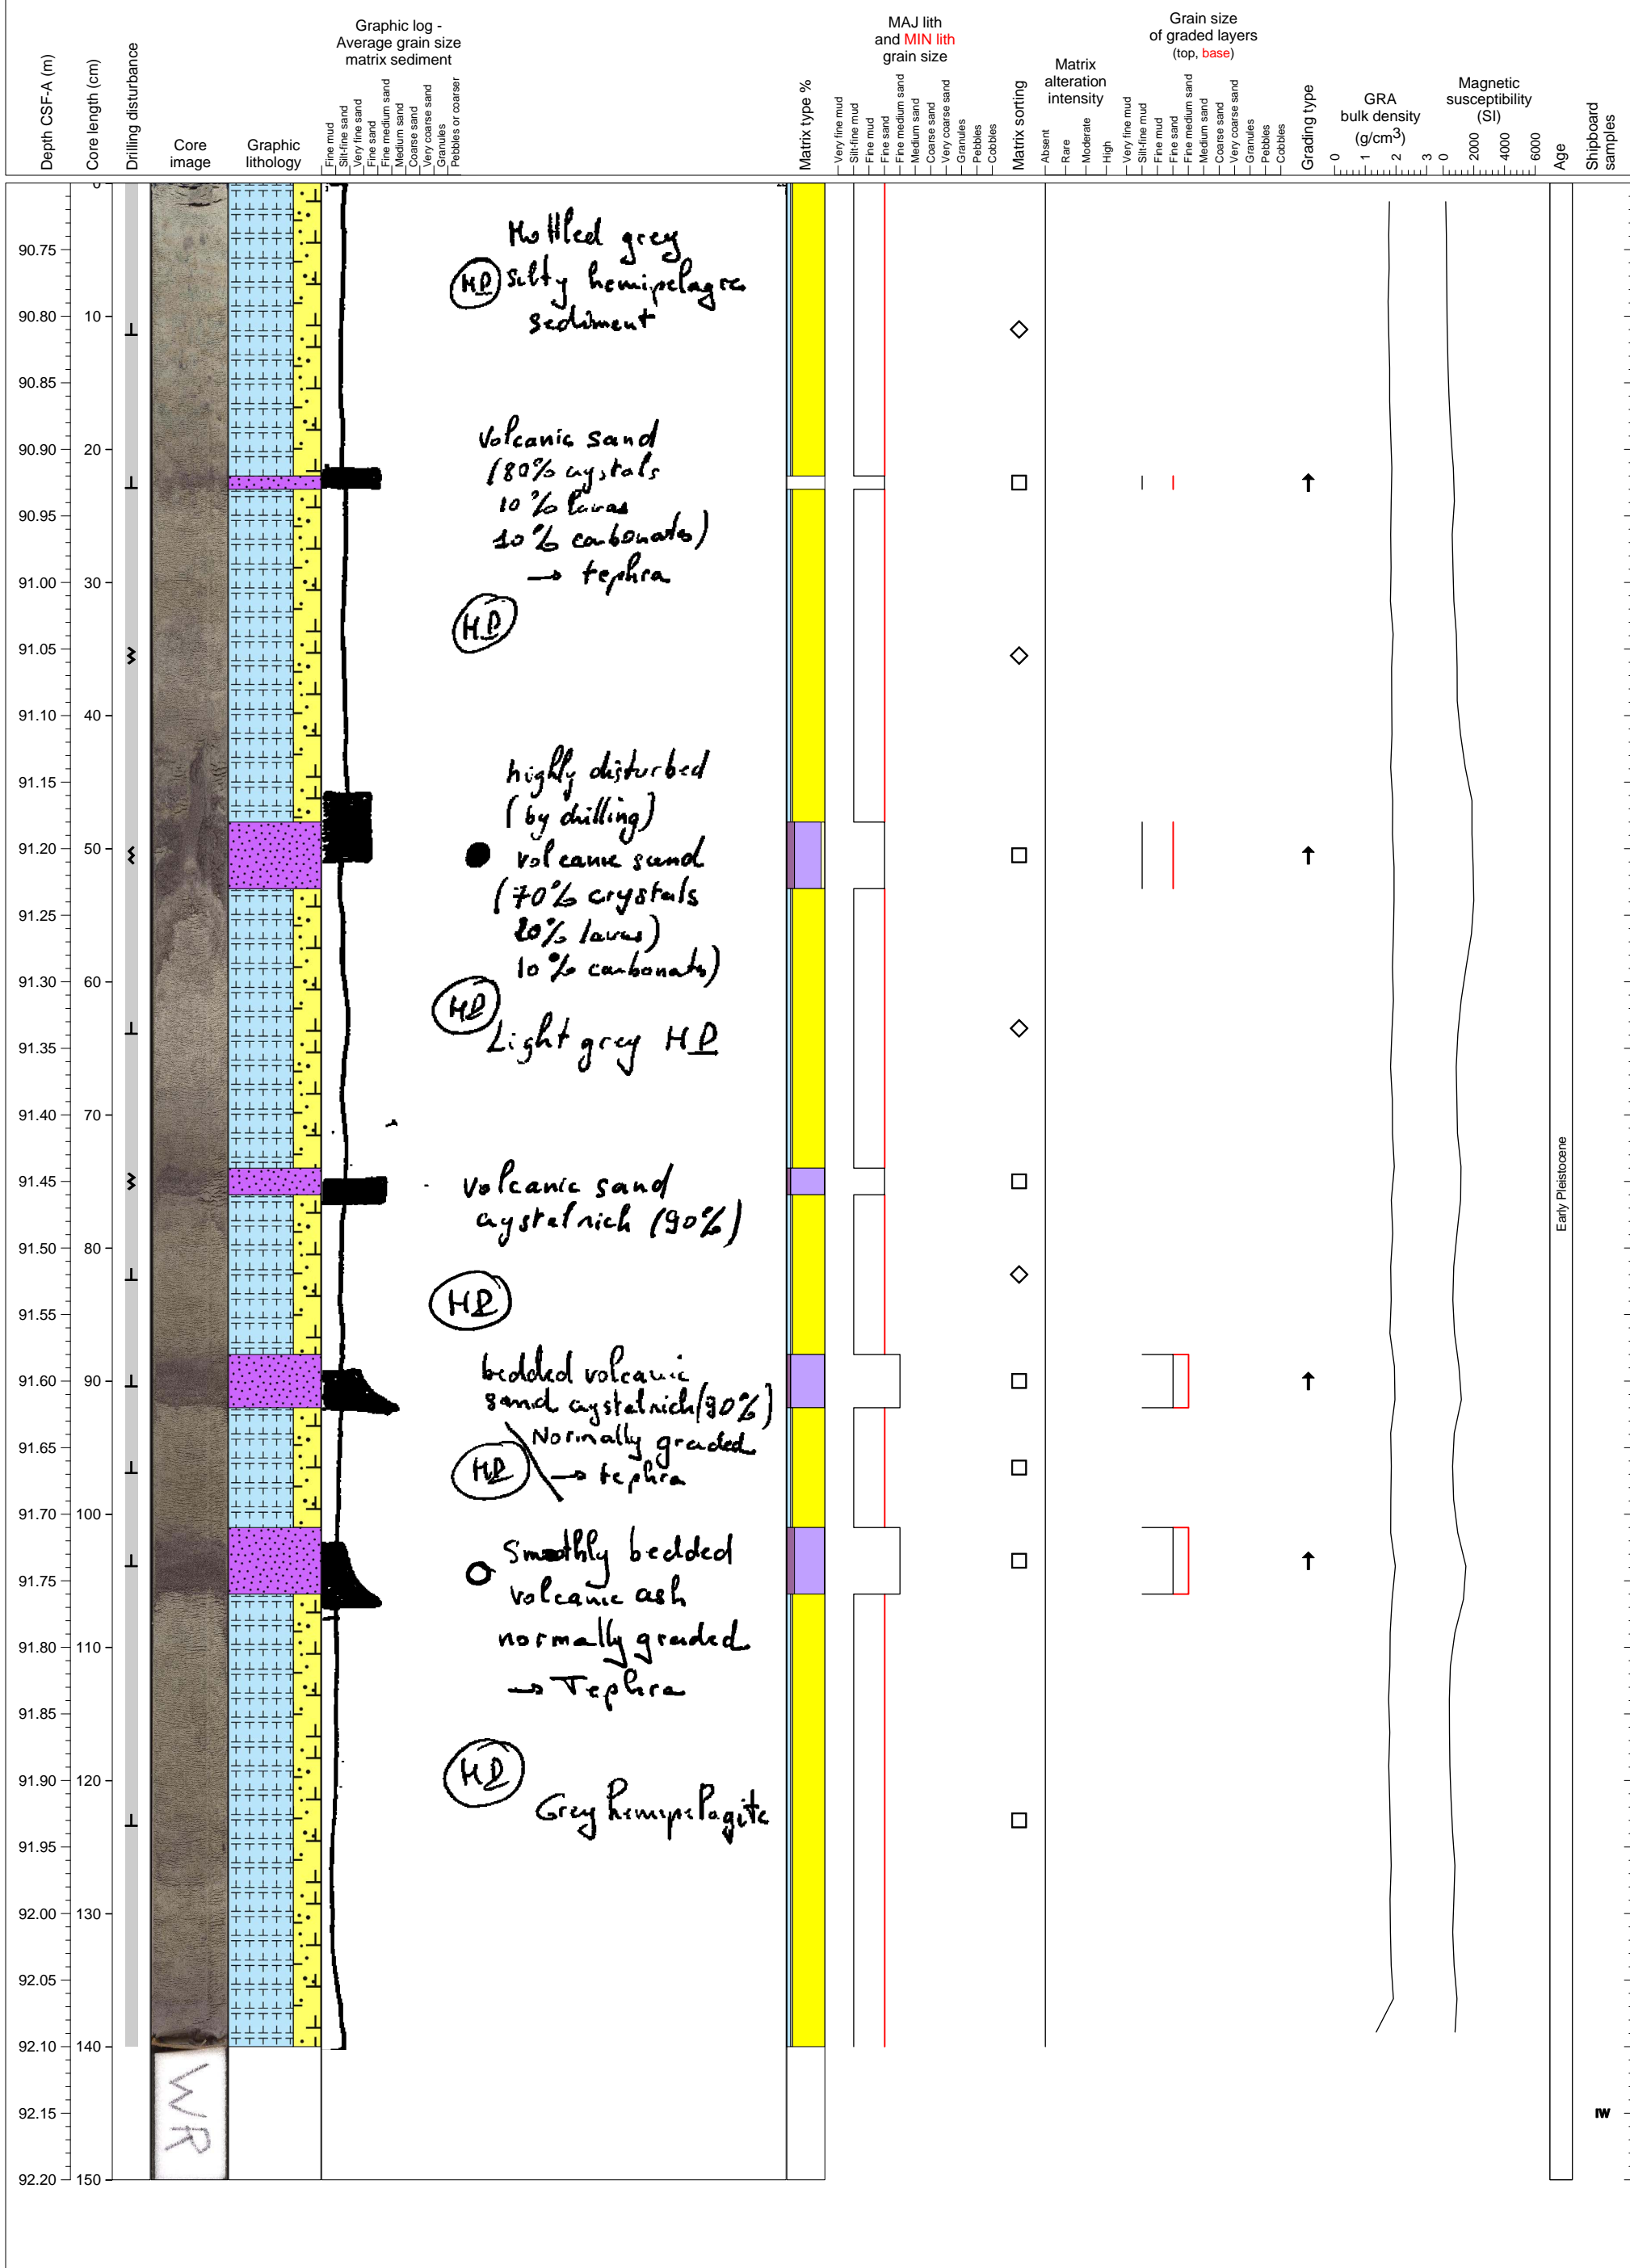 Depth CSF-A (m)
Core length (cm)
Drilling disturbance
Core
image
Graphic
lithology
Graphic log -
Average grain size
matrix sediment
Fine mud
Silt-fine sand
Very fine sand
Fine sand
Fine medium sand
Medium sand
Coarse sand
Very coarse sand
Granules
Pebbles or coarser
Matrix type %
MAJ lith
and MIN lith
grain size
Very fine mud
Silt-fine mud
Fine mud
Fine sand
Fine medium sand
Medium sand
Coarse sand
Very coarse sand
Granules
Pebbles
Cobbles
Matrix sorting
Matrix
alteration
intensity
Absent
Rare
Moderate
High
Grain size
of graded layers
(top, base)
Very fine mud
Silt-fine mud
Fine mud
Fine sand
Fine medium sand
Medium sand
Coarse sand
Very coarse sand
Granules
Pebbles
Cobbles
Grading type
GRA
bulk density
(g/cm3)
0 1 2 3
Magnetic
susceptibility
(SI)
0 2000 4000 6000
Age
Shipboard
samples
0
90.75
90.80 10
90.85
90.90 20
90.95
91.00 30
91.05
91.10 40
91.15
91.20 50
91.25
91.30 60
91.35
91.40 70
91.45
91.50 80
91.55
91.60 90
91.65
91.70 100
91.75
91.80 110
91.85
91.90 120
91.95
92.00 130
92.05
92.10 140
92.15
92.20 150
Mottled grey
HP silty hemipelagic
sediment
Volcanic sand
(80% crystals
10% lavas
10% carbonates)
→ tephra
HP
highly disturbed
(by drilling)
volcanic sand
(70% crystals
20% lavas)
10% carbonats)
HP
Light grey HP
Volcanic sand
crystal rich (90%)
HP
bedded volcanic
sand crystal rich (90%)
Normally graded
HP → tephra
Smoothly bedded
volcanic ash
normally graded
→ Tephra
HP
Grey hemipelagite
WR
Early Pleistocene
IW